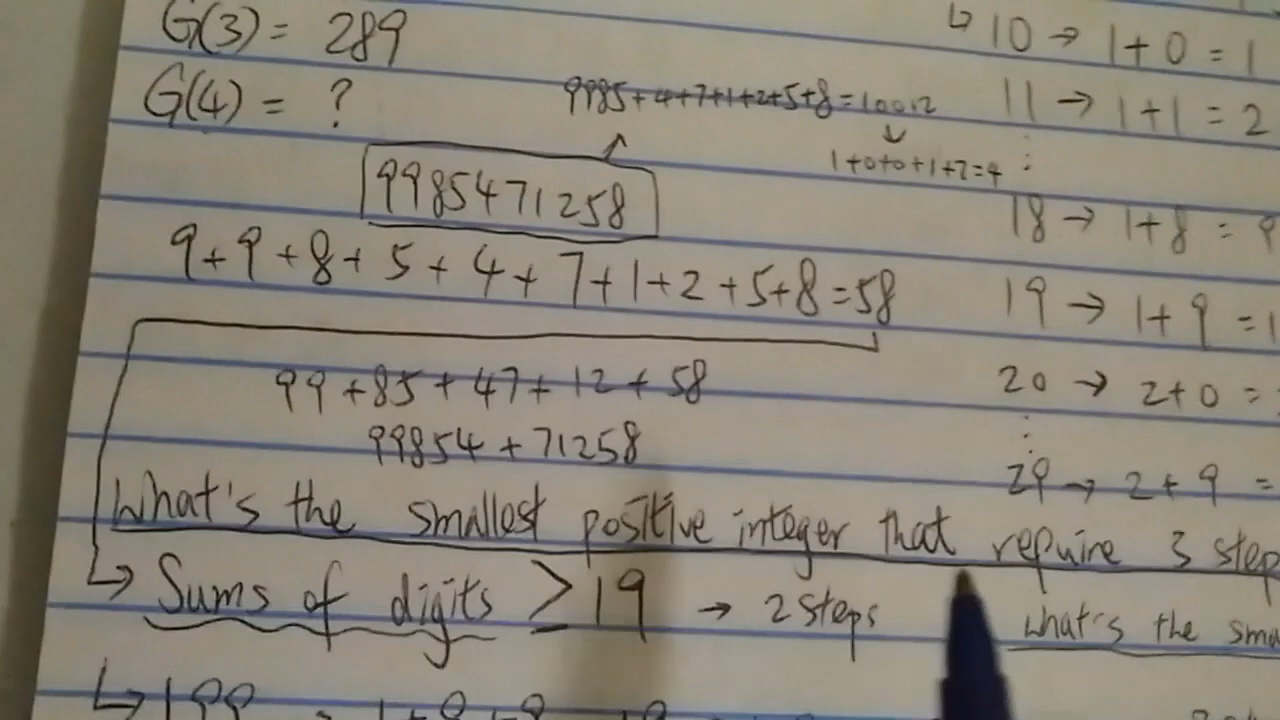 G(3) = 289
G(4) = ?
9985+4+7+1+2+5+8=10012
1+0+0+1+2=4
9985471258
9+9+8+5+4+7+1+2+5+8=58
99+85+47+12+58
99854+71258
What's the smallest positive integer that require 3 step
Sums of digits ≥19 → 2 steps
What's the sma
↳ 10 → 1+0 = 1
11 → 1+1 = 2
⋮
18 → 1+8 = 9
19 → 1+9 = 1
20 → 2+0 =
⋮
29 → 2+9 =